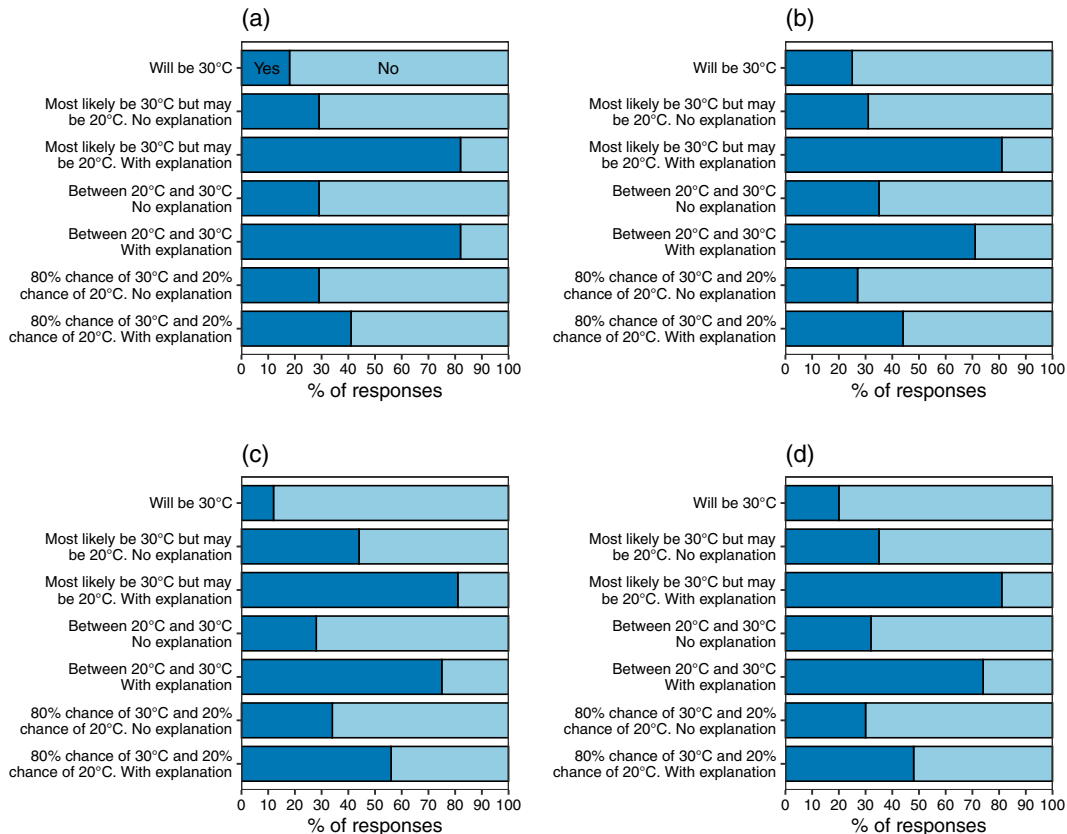 (a)
Will be 30°C
Yes
No
Most likely be 30°C but may
be 20°C. No explanation
Most likely be 30°C but may
be 20°C. With explanation
Between 20°C and 30°C
No explanation
Between 20°C and 30°C
With explanation
80% chance of 30°C and 20%
chance of 20°C. No explanation
80% chance of 30°C and 20%
chance of 20°C. With explanation
0 10 20 30 40 50 60 70 80 90 100
% of responses
(b)
Will be 30°C
Most likely be 30°C but may
be 20°C. No explanation
Most likely be 30°C but may
be 20°C. With explanation
Between 20°C and 30°C
No explanation
Between 20°C and 30°C
With explanation
80% chance of 30°C and 20%
chance of 20°C. No explanation
80% chance of 30°C and 20%
chance of 20°C. With explanation
0 10 20 30 40 50 60 70 80 90 100
% of responses
(c)
Will be 30°C
Most likely be 30°C but may
be 20°C. No explanation
Most likely be 30°C but may
be 20°C. With explanation
Between 20°C and 30°C
No explanation
Between 20°C and 30°C
With explanation
80% chance of 30°C and 20%
chance of 20°C. No explanation
80% chance of 30°C and 20%
chance of 20°C. With explanation
0 10 20 30 40 50 60 70 80 90 100
% of responses
(d)
Will be 30°C
Most likely be 30°C but may
be 20°C. No explanation
Most likely be 30°C but may
be 20°C. With explanation
Between 20°C and 30°C
No explanation
Between 20°C and 30°C
With explanation
80% chance of 30°C and 20%
chance of 20°C. No explanation
80% chance of 30°C and 20%
chance of 20°C. With explanation
0 10 20 30 40 50 60 70 80 90 100
% of responses